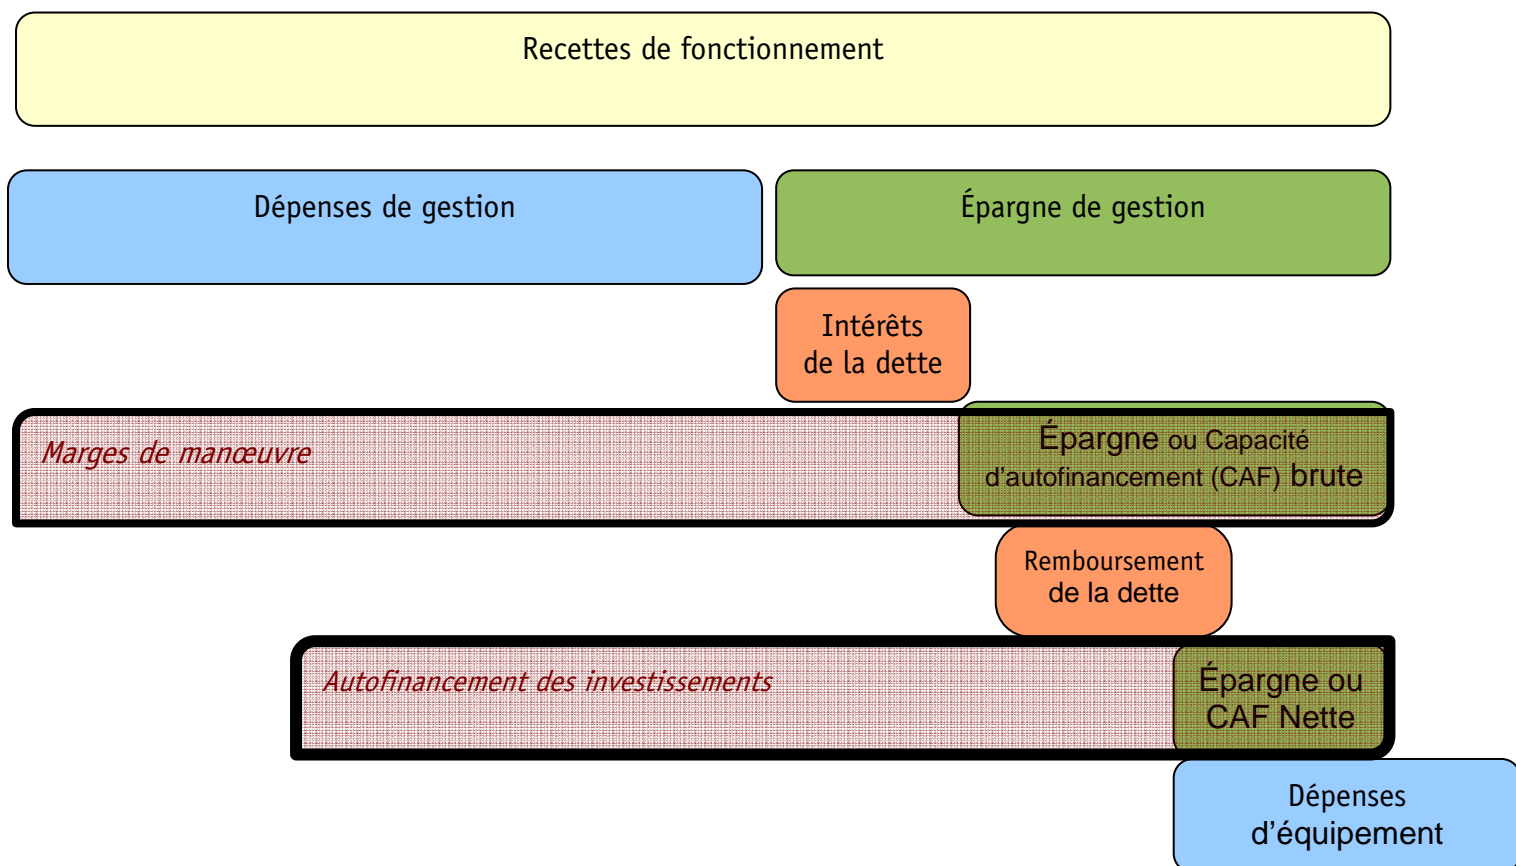 Recettes de fonctionnement
Dépenses de gestion
Épargne de gestion
Intérêts
de la dette
Marges de manœuvre
Épargne ou Capacité
d'autofinancement (CAF) brute
Remboursement
de la dette
Autofinancement des investissements
Épargne ou
CAF Nette
Dépenses
d'équipement